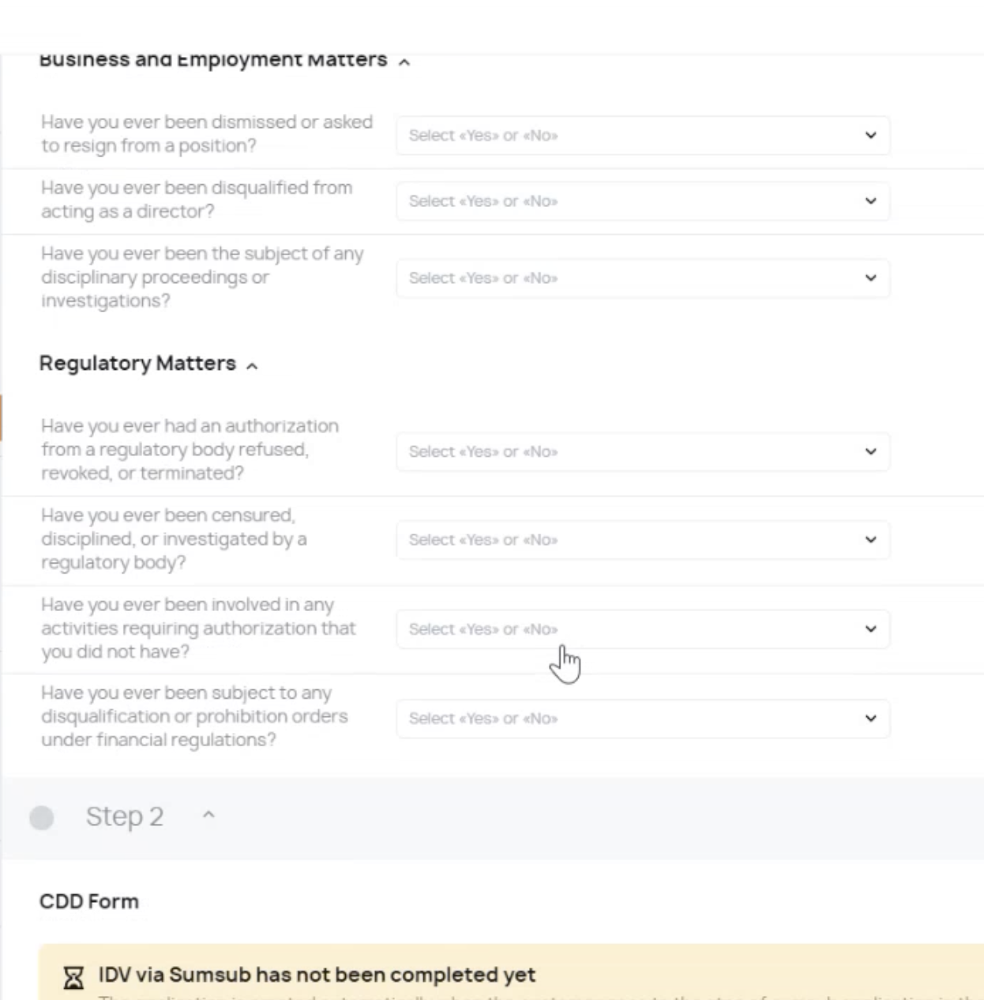 Business and Employment Matters
Have you ever been dismissed or asked
to resign from a position?
Select «Yes» or «No»
Have you ever been disqualified from
acting as a director?
Select «Yes» or «No»
Have you ever been the subject of any
disciplinary proceedings or
investigations?
Select «Yes» or «No»
Regulatory Matters
Have you ever had an authorization
from a regulatory body refused,
revoked, or terminated?
Select «Yes» or «No»
Have you ever been censured,
disciplined, or investigated by a
regulatory body?
Select «Yes» or «No»
Have you ever been involved in any
activities requiring authorization that
you did not have?
Select «Yes» or «No»
Have you ever been subject to any
disqualification or prohibition orders
under financial regulations?
Select «Yes» or «No»
Step 2
CDD Form
IDV via Sumsub has not been completed yet